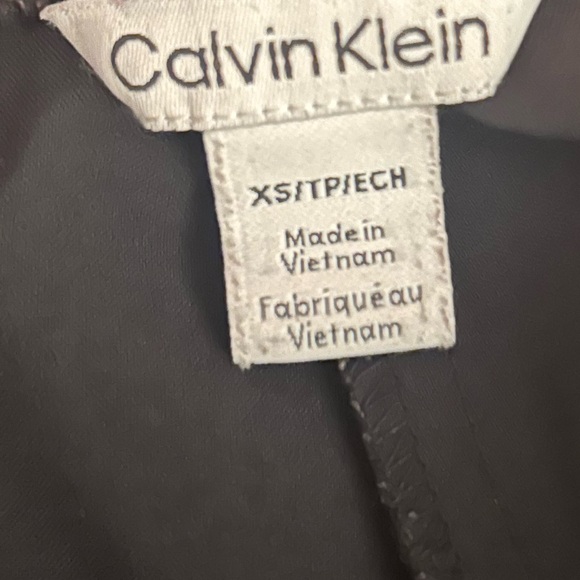 Calvin Klein
XS/TP/ECH
Made in
Vietnam
Fabriqué au
Vietnam